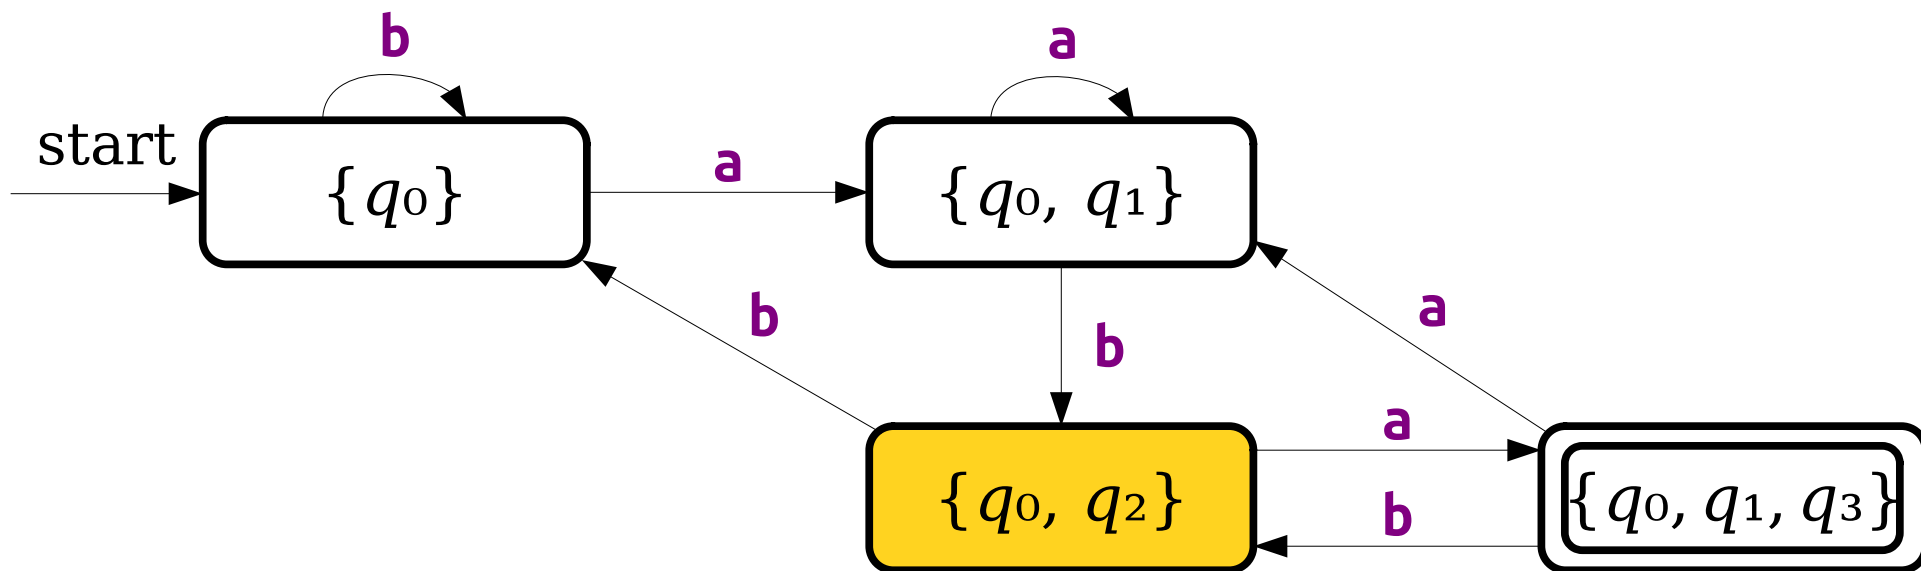 b
a
start
{q₀}
a
{q₀, q₁}
b
b
a
{q₀, q₂}
a
b
{q₀, q₁, q₃}